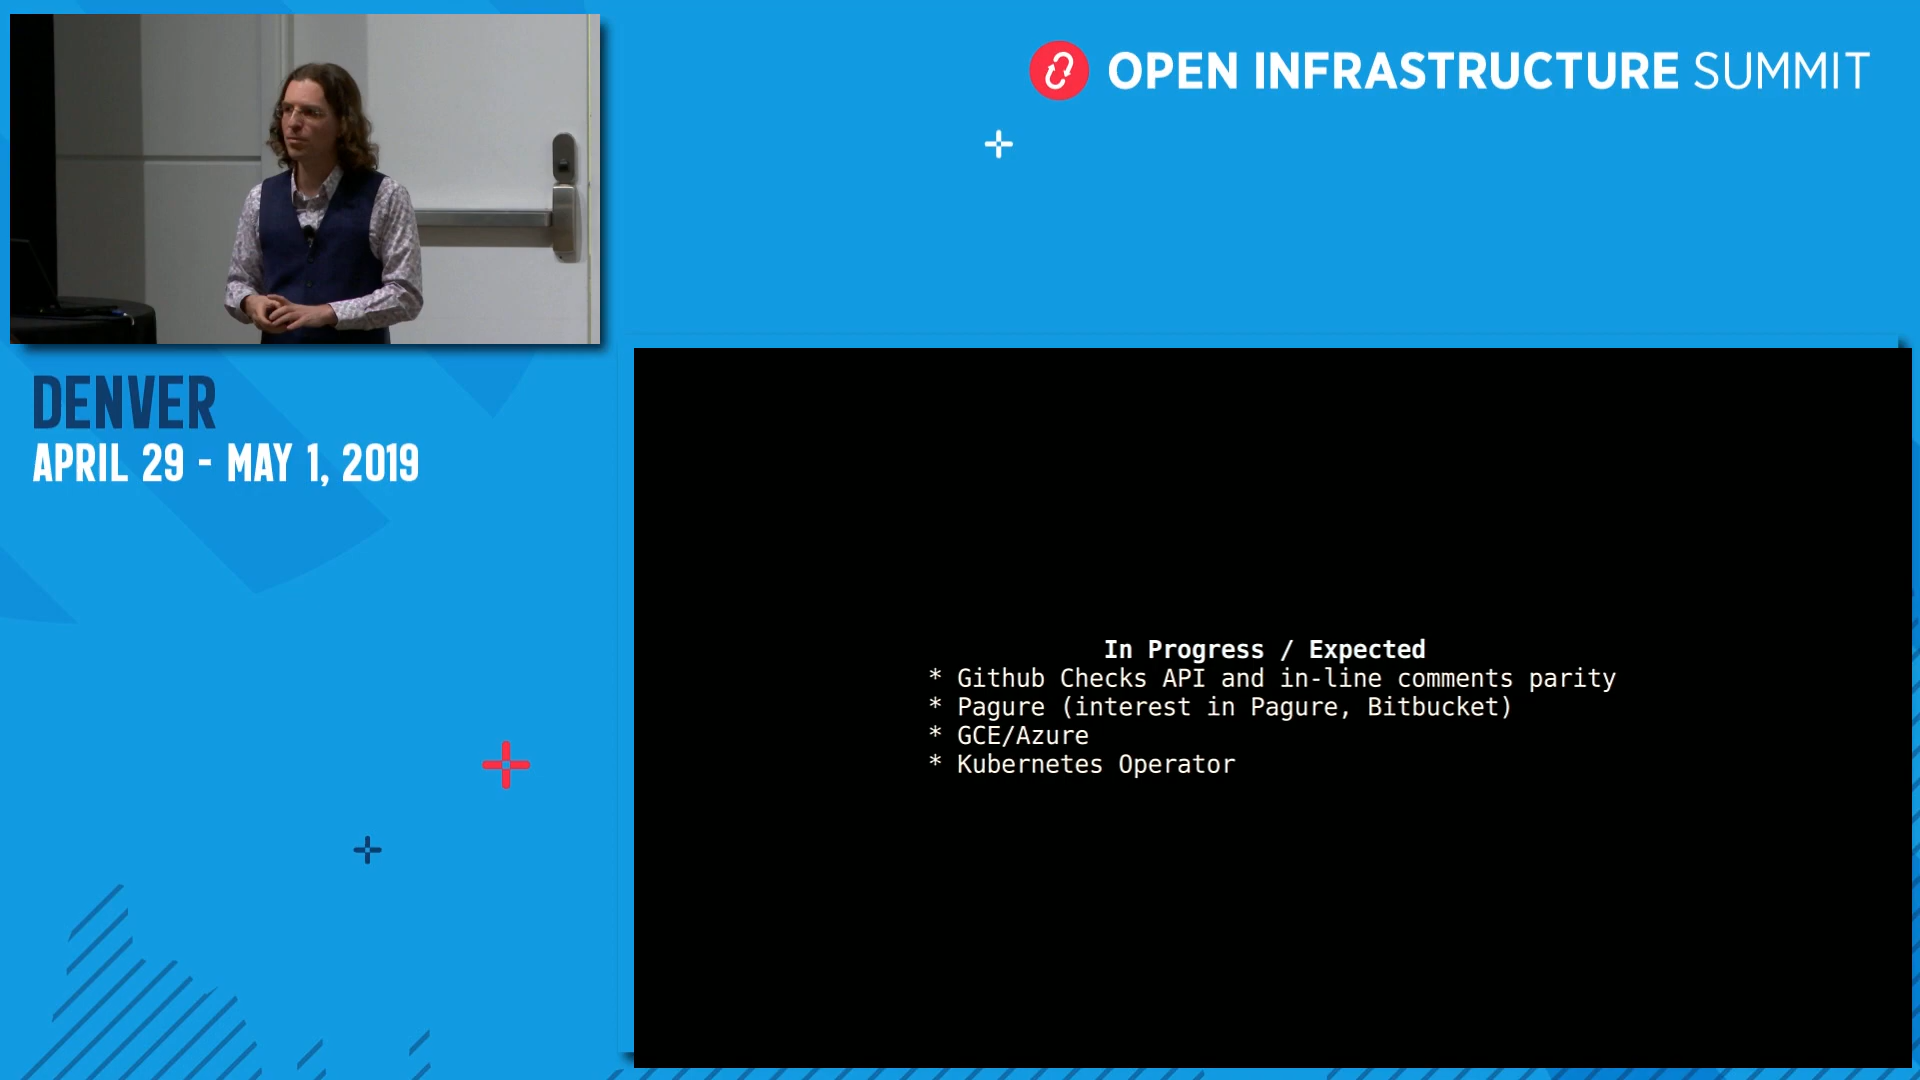 OPEN INFRASTRUCTURE SUMMIT
DENVER
APRIL 29 - MAY 1, 2019
In Progress / Expected
* Github Checks API and in-line comments parity
* Pagure (interest in Pagure, Bitbucket)
* GCE/Azure
* Kubernetes Operator